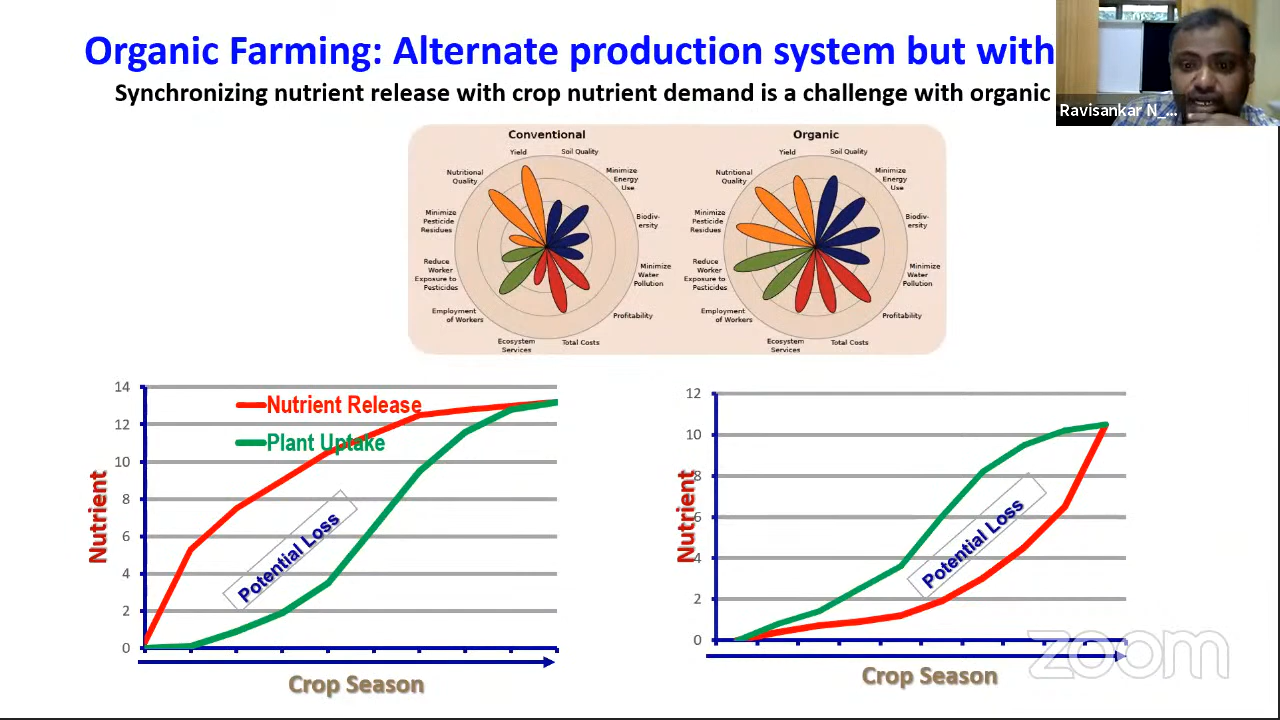 Organic Farming: Alternate production system but with
Synchronizing nutrient release with crop nutrient demand is a challenge with organic
Ravisankar N_...
Conventional
Yield
Soil Quality
Nutritional
Quality
Minimize
Energy
Use
Minimize
Pesticide
Residues
Biodiv-
ersity
Reduce
Worker
Exposure to
Pesticides
Minimize
Water
Pollution
Employment
of Workers
Profitability
Ecosystem
Services
Total Costs
Organic
Yield
Soil Quality
Nutritional
Quality
Minimize
Energy
Use
Minimize
Pesticide
Residues
Biodiv-
ersity
Reduce
Worker
Exposure to
Pesticides
Minimize
Water
Pollution
Employment
of Workers
Profitability
Ecosystem
Services
Total Costs
14
12
10
8
6
4
2
0
Nutrient
Nutrient Release
Plant Uptake
Potential Loss
Crop Season
12
10
8
6
4
2
0
Nutrient
Potential Loss
Crop Season
zoom